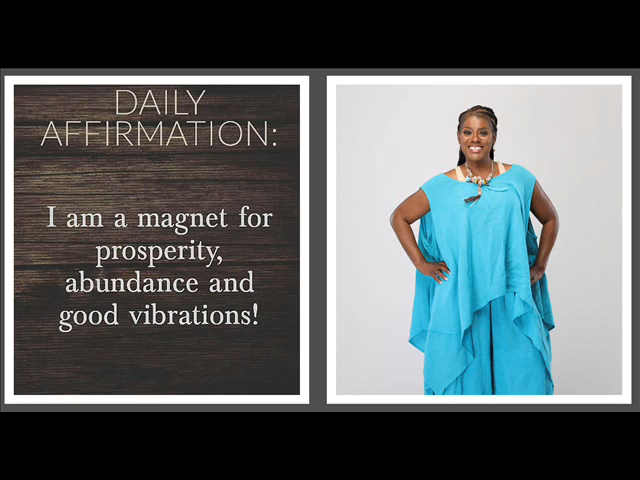 DAILY
AFFIRMATION:
I am a magnet for
prosperity,
abundance and
good vibrations!